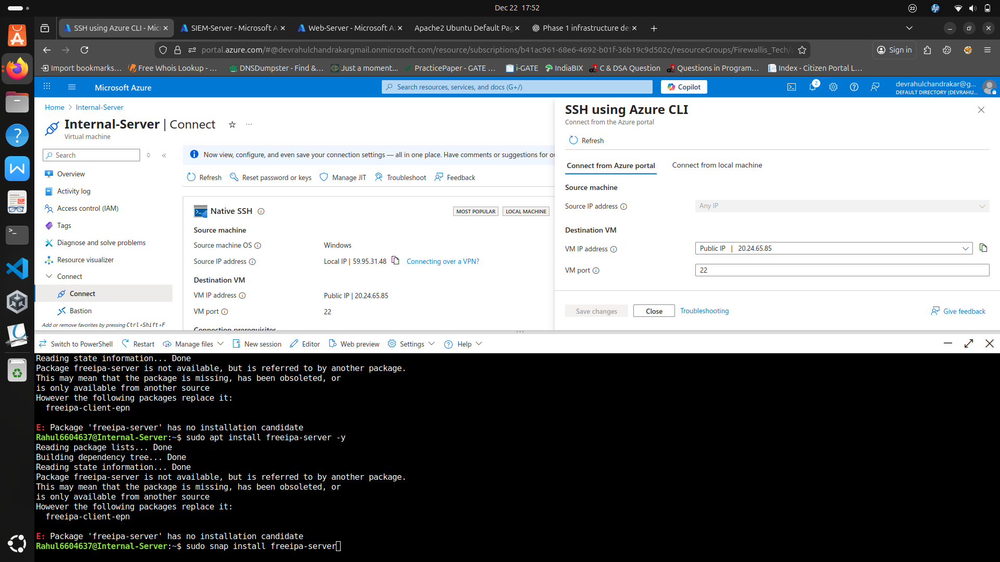 Dec 22 17:52
22
SSH using Azure CLI - Micr
SIEM-Server - Microsoft A
Web-Server - Microsoft Az
Apache2 Ubuntu Default Pag
Phase 1 infrastructure de
portal.azure.com/#@devrahulchandrakargmail.onmicrosoft.com/resource/subscriptions/b41ac961-68e6-4692-b01f-36b19c9d502c/resourceGroups/Firewallis_Tech/
Sign in
Import bookmarks...
Free Whois Lookup - ...
DNSDumpster - Find &...
Just a moment...
PracticePaper - GATE ...
i-GATE
IndiaBIX
C & DSA Question
Questions in Program...
Index - Citizen Portal L...
Microsoft Azure
Search resources, services, and docs (G+/)
Copilot
2
devrahulchandrakar@g...
DEFAULT DIRECTORY (DEVRAHU...
Home > Internal-Server
Internal-Server | Connect
Virtual machine
Search
Overview
Activity log
Access control (IAM)
Tags
Diagnose and solve problems
Resource visualizer
Connect
Connect
Bastion
Add or remove favorites by pressing Ctrl+Shift+F
Now view, configure, and even save your connection settings — all in one place. Have comments or suggestions for ou
Refresh
Reset password or keys
Manage JIT
Troubleshoot
Feedback
Native SSH
MOST POPULAR
LOCAL MACHINE
Source machine
Source machine OS
Windows
Source IP address
Local IP | 59.95.31.48
Connecting over a VPN?
Destination VM
VM IP address
Public IP | 20.24.65.85
VM port
22
Connection prerequisites
SSH using Azure CLI
Connect from the Azure portal
Refresh
Connect from Azure portal
Connect from local machine
Source machine
Source IP address
Any IP
Destination VM
VM IP address
Public IP | 20.24.65.85
VM port
22
Save changes
Close
Troubleshooting
Give feedback
Switch to PowerShell
Restart
Manage files
New session
Editor
Web preview
Settings
Help
Reading state information... Done
Package freeipa-server is not available, but is referred to by another package.
This may mean that the package is missing, has been obsoleted, or
is only available from another source
However the following packages replace it:
  freeipa-client-epn
E: Package 'freeipa-server' has no installation candidate
Rahul6604637@Internal-Server:~$ sudo apt install freeipa-server -y
Reading package lists... Done
Building dependency tree... Done
Reading state information... Done
Package freeipa-server is not available, but is referred to by another package.
This may mean that the package is missing, has been obsoleted, or
is only available from another source
However the following packages replace it:
  freeipa-client-epn
E: Package 'freeipa-server' has no installation candidate
Rahul6604637@Internal-Server:~$ sudo snap install freeipa-server